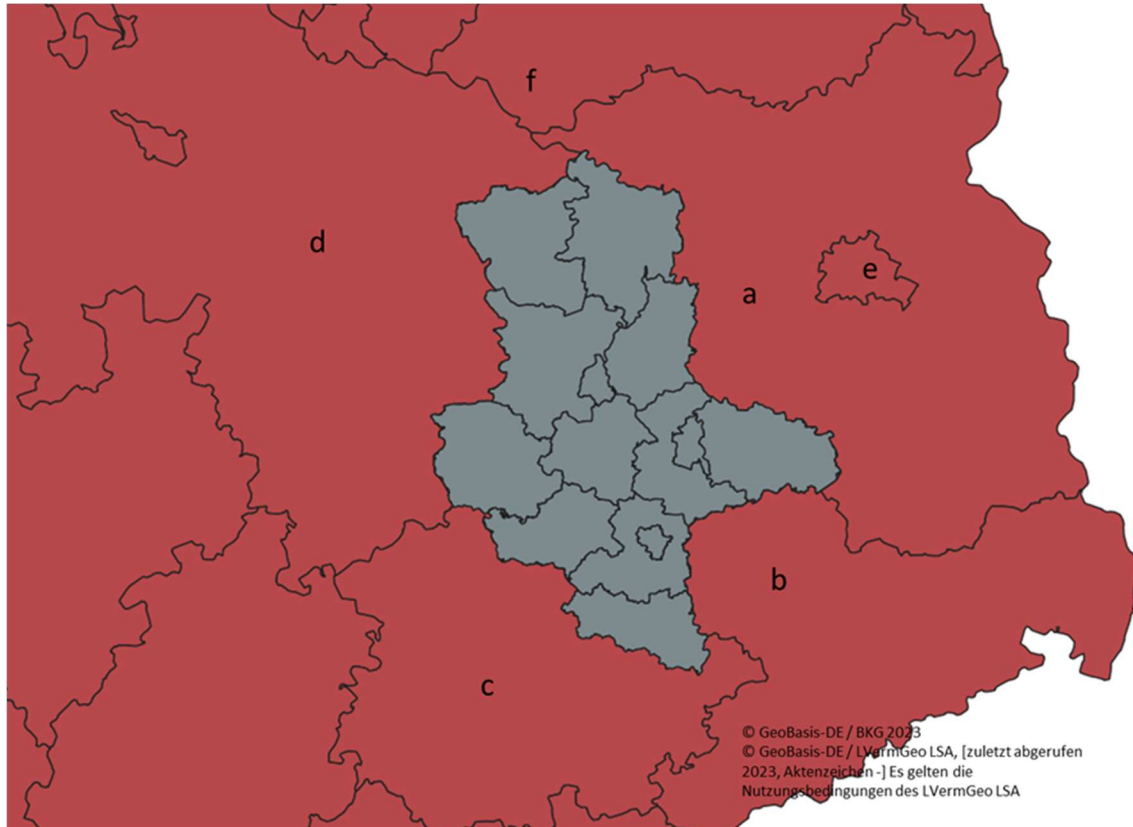 f
d
e
a
b
c
© GeoBasis-DE / BKG 2023
© GeoBasis-DE / LVermGeo LSA, [zuletzt abgerufen
2023, Aktenzeichen -] Es gelten die
Nutzungsbedingungen des LVermGeo LSA